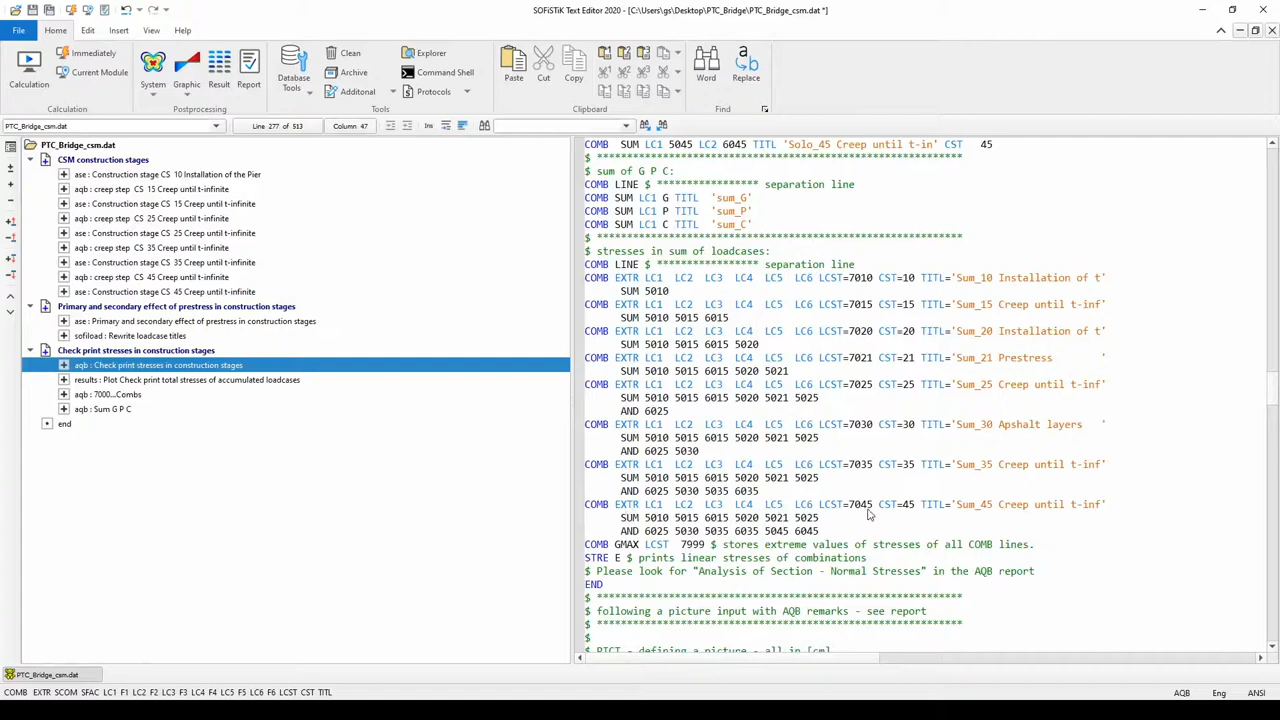 SOFiSTiK Text Editor 2020 - [C:\Users\gs\Desktop\PTC_Bridge\PTC_Bridge_csm.dat *]
File Home Edit Insert View Help
Calculation
Immediately
Current Module
Calculation
System Graphic Result Report
Postprocessing
Database Tools
Clean
Archive
Additonal
Explorer
Command Shell
Protocols
Tools
Paste Cut Copy
Clipboard
Word Replace
Find
PTC_Bridge_csm.dat Line 277 of 513 Column 47 Ins
PTC_Bridge_csm.dat
CSM construction stages
ase : Construction stage CS 10 Installation of the Pier
aqb : creep step CS 15 Creep until t-infinite
ase : Construction stage CS 15 Creep until t-infinite
aqb : creep step CS 25 Creep until t-infinite
ase : Construction stage CS 25 Creep until t-infinite
aqb : creep step CS 35 Creep until t-infinite
ase : Construction stage CS 35 Creep until t-infinite
aqb : creep step CS 45 Creep until t-infinite
ase : Construction stage CS 45 Creep until t-infinite
Primary and secondary effect of prestress in construction stages
ase : Primary and secondary effect of prestress in construction stages
sofiload : Rewrite loadcase titles
Check print stresses in construction stages
aqb : Check print stresses in construction stages
results : Plot Check print total stresses of accumulated loadcases
aqb : 7000...Combs
aqb : Sum G P C
end
COMB SUM LC1 5045 LC2 6045 TITL 'Solo_45 Creep until t-in' CST 45
$ **************************************************************
$ sum of G P C:
COMB LINE $ ***************** separation line
COMB SUM LC1 G TITL 'sum_G'
COMB SUM LC1 P TITL 'sum_P'
COMB SUM LC1 C TITL 'sum_C'
$ **************************************************************
$ stresses in sum of loadcases:
COMB LINE $ ***************** separation line
COMB EXTR LC1 LC2 LC3 LC4 LC5 LC6 LCST=7010 CST=10 TITL='Sum_10 Installation of t'
SUM 5010
COMB EXTR LC1 LC2 LC3 LC4 LC5 LC6 LCST=7015 CST=15 TITL='Sum_15 Creep until t-inf'
SUM 5010 5015 6015
COMB EXTR LC1 LC2 LC3 LC4 LC5 LC6 LCST=7020 CST=20 TITL='Sum_20 Installation of t'
SUM 5010 5015 6015 5020
COMB EXTR LC1 LC2 LC3 LC4 LC5 LC6 LCST=7021 CST=21 TITL='Sum_21 Prestress '
SUM 5010 5015 6015 5020 5021
COMB EXTR LC1 LC2 LC3 LC4 LC5 LC6 LCST=7025 CST=25 TITL='Sum_25 Creep until t-inf'
SUM 5010 5015 6015 5020 5021 5025
AND 6025
COMB EXTR LC1 LC2 LC3 LC4 LC5 LC6 LCST=7030 CST=30 TITL='Sum_30 Apshalt layers '
SUM 5010 5015 6015 5020 5021 5025
AND 6025 5030
COMB EXTR LC1 LC2 LC3 LC4 LC5 LC6 LCST=7035 CST=35 TITL='Sum_35 Creep until t-inf'
SUM 5010 5015 6015 5020 5021 5025
AND 6025 5030 5035 6035
COMB EXTR LC1 LC2 LC3 LC4 LC5 LC6 LCST=7045 CST=45 TITL='Sum_45 Creep until t-inf'
SUM 5010 5015 6015 5020 5021 5025
AND 6025 5030 5035 6035 5045 6045
COMB GMAX LCST 7999 $ stores extreme values of stresses of all COMB lines.
STRE E $ prints linear stresses of combinations
$ Please look for "Analysis of Section - Normal Stresses" in the AQB report
END
$ **************************************************************
$ following a picture input with AQB remarks - see report
$ **************************************************************
$
$ PICT - defining a picture - all in [cm]
PTC_Bridge_csm.dat
COMB EXTR SCOM SFAC LC1 F1 LC2 F2 LC3 F3 LC4 F4 LC5 F5 LC6 F6 LCST CST TITL AQB Eng ANSI